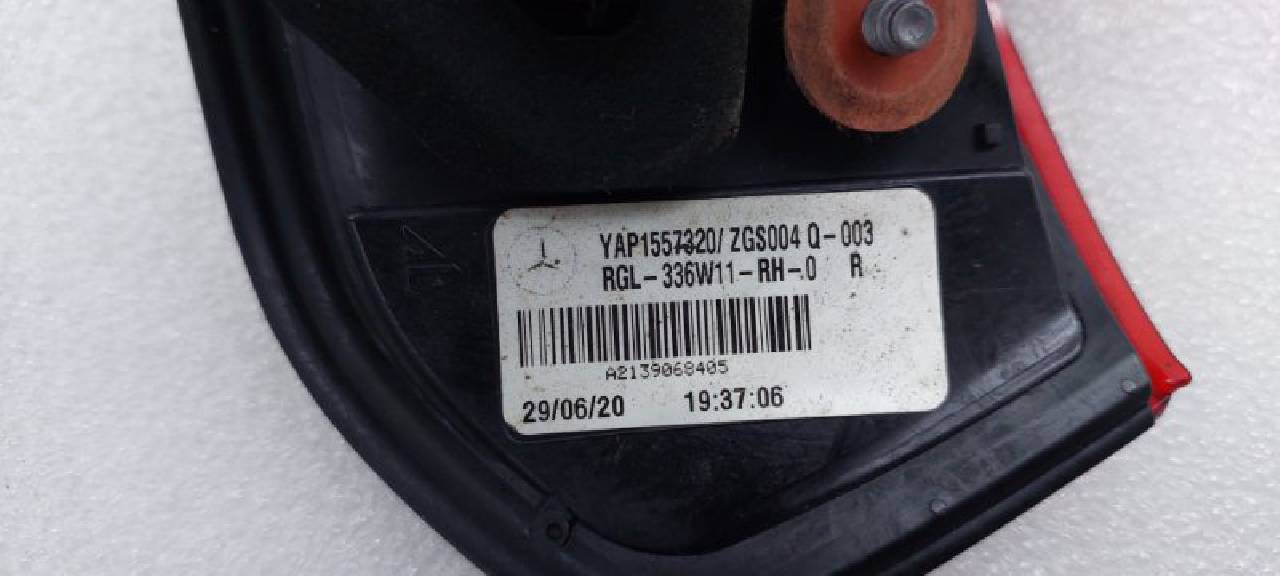 YAP1557320/ZGS004 Q-003
RGL-336W11-RH-.0 R
A2139068405
29/06/20 19:37:06